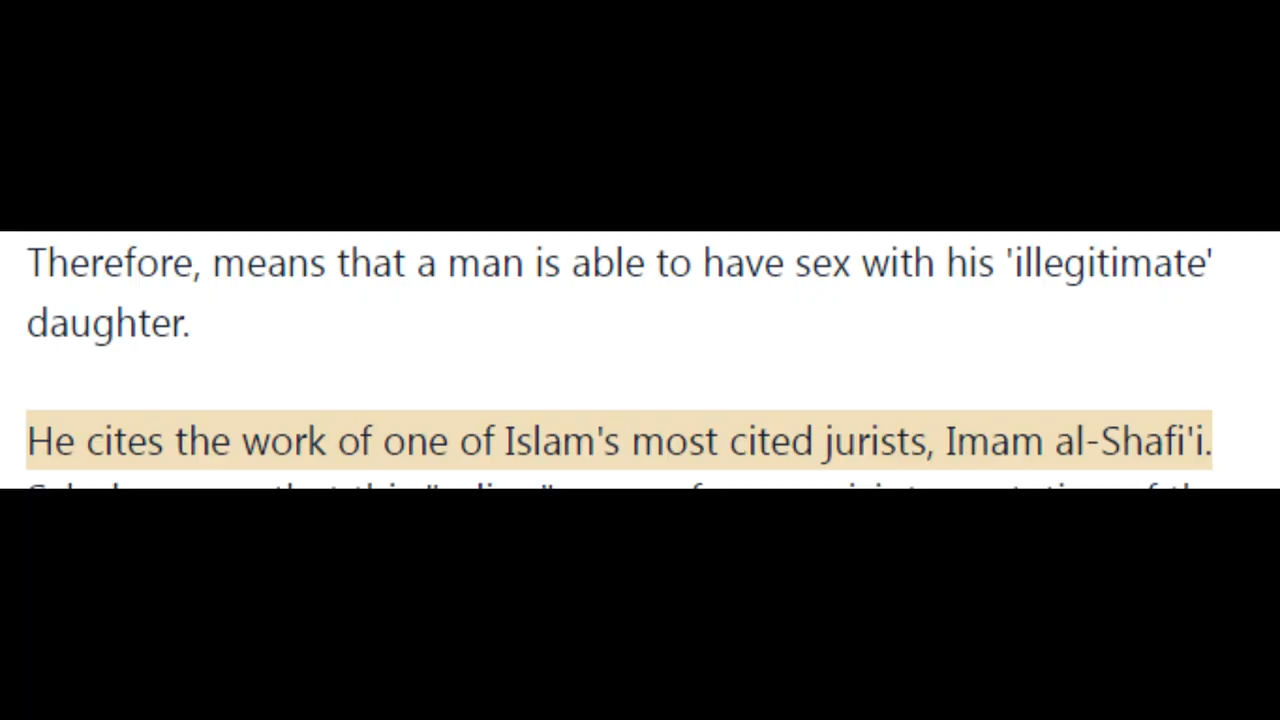 Therefore, means that a man is able to have sex with his 'illegitimate'
daughter.
He cites the work of one of Islam's most cited jurists, Imam al-Shafi'i.